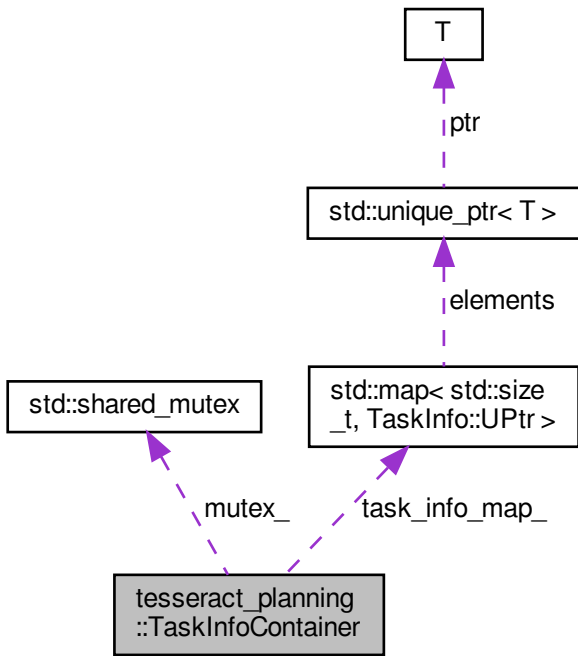 T
ptr
std::unique_ptr< T >
elements
std::shared_mutex
std::map< std::size
_t, TaskInfo::UPtr >
mutex_
task_info_map_
tesseract_planning
::TaskInfoContainer